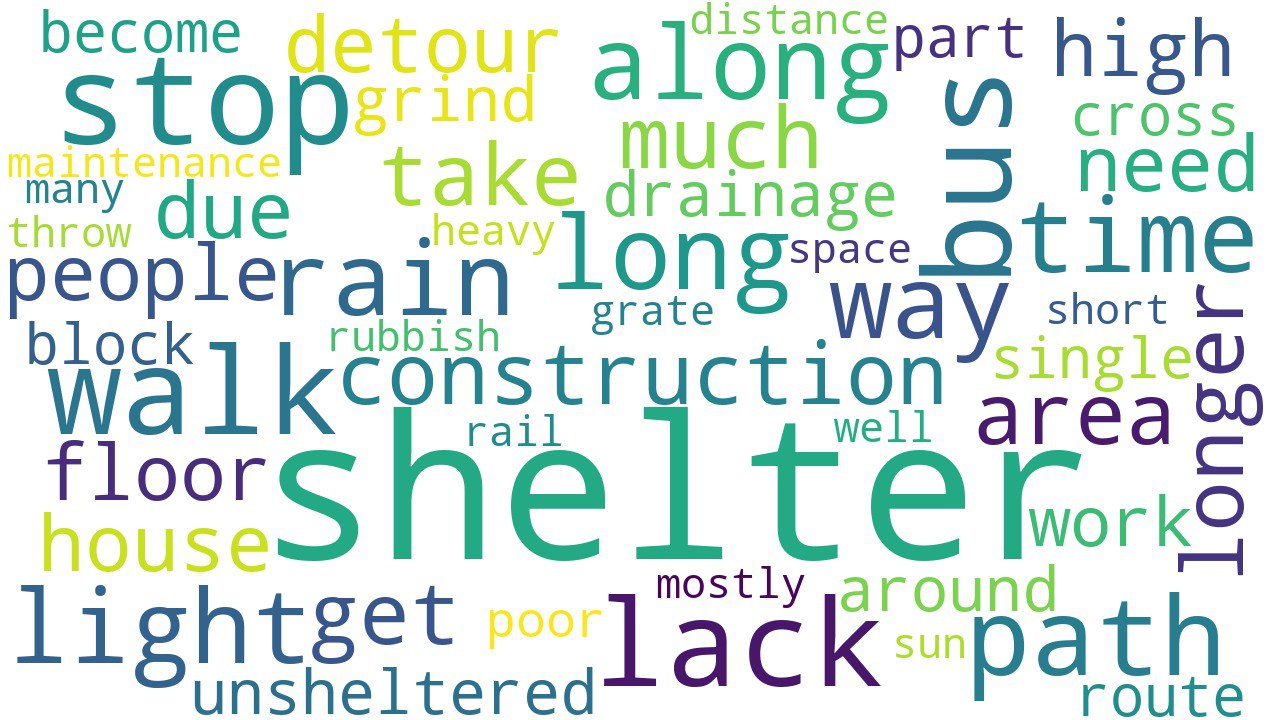 become
detour
distance
along
part
high
stop
grind
much
bus
cross
maintenance
take
need
many
due
drainage
time
throw
heavy
long
space
people
rain
way
short
longer
grate
block
rubbish
construction
single
walk
area
rail
well
floor
shelter
house
work
mostly
around
light
get
poor
lack
sun
path
unsheltered
route